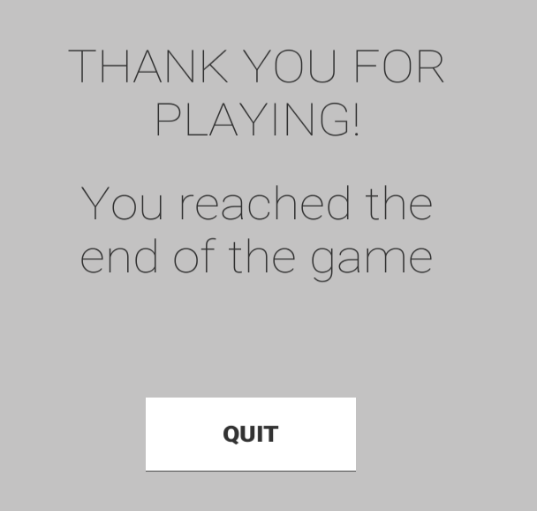 THANK YOU FOR
PLAYING!
You reached the
end of the game
QUIT